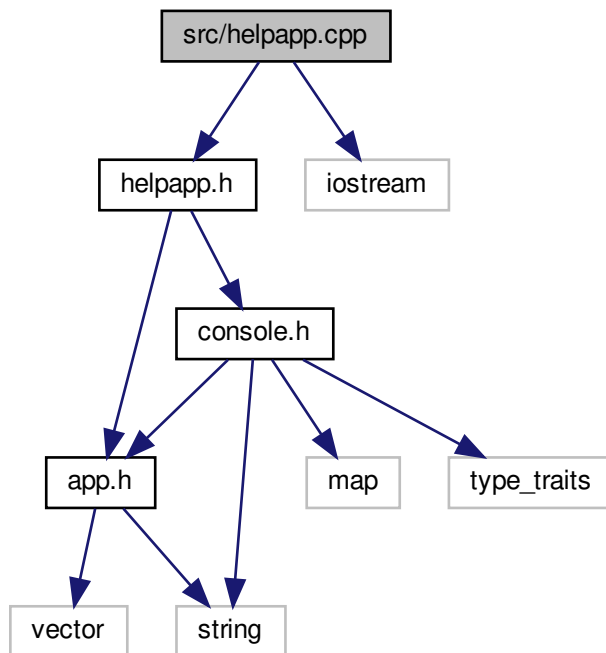 src/helpapp.cpp
helpapp.h
iostream
console.h
app.h
map
type_traits
vector
string